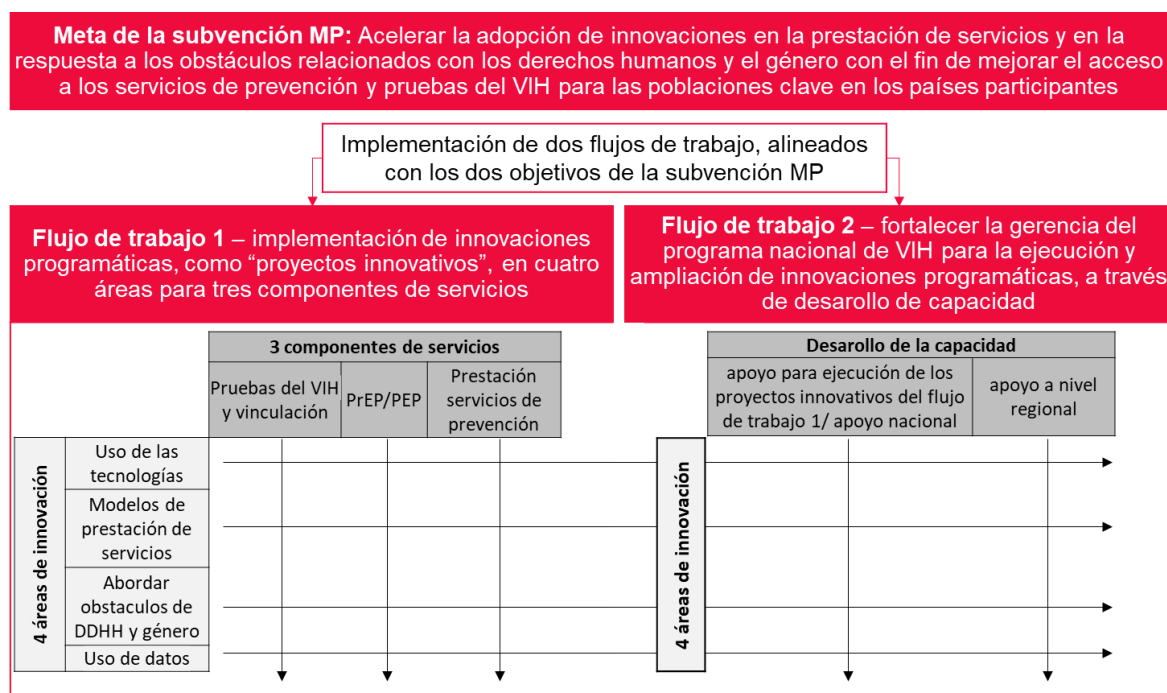 Meta de la subvención MP: Acelerar la adopción de innovaciones en la prestación de servicios y en la
respuesta a los obstáculos relacionados con los derechos humanos y el género con el fin de mejorar el acceso
a los servicios de prevención y pruebas del VIH para las poblaciones clave en los países participantes
Implementación de dos flujos de trabajo, alineados
con los dos objetivos de la subvención MP
Flujo de trabajo 1 – implementación de innovaciones
programáticas, como “proyectos innovativos”, en cuatro
áreas para tres componentes de servicios
Flujo de trabajo 2 – fortalecer la gerencia del
programa nacional de VIH para la ejecución y
ampliación de innovaciones programáticas, a través
de desarollo de capacidad
3 componentes de servicios
Pruebas del VIH
y vinculación
PrEP/PEP
Prestación
servicios de
prevención
Desarollo de la capacidad
apoyo para ejecución de los
proyectos innovativos del flujo
de trabajo 1/ apoyo nacional
apoyo a nivel
regional
4 áreas de innovación
Uso de las
tecnologías
Modelos de
prestación de
servicios
Abordar
obstaculos de
DDHH y género
Uso de datos
4 áreas de innovación